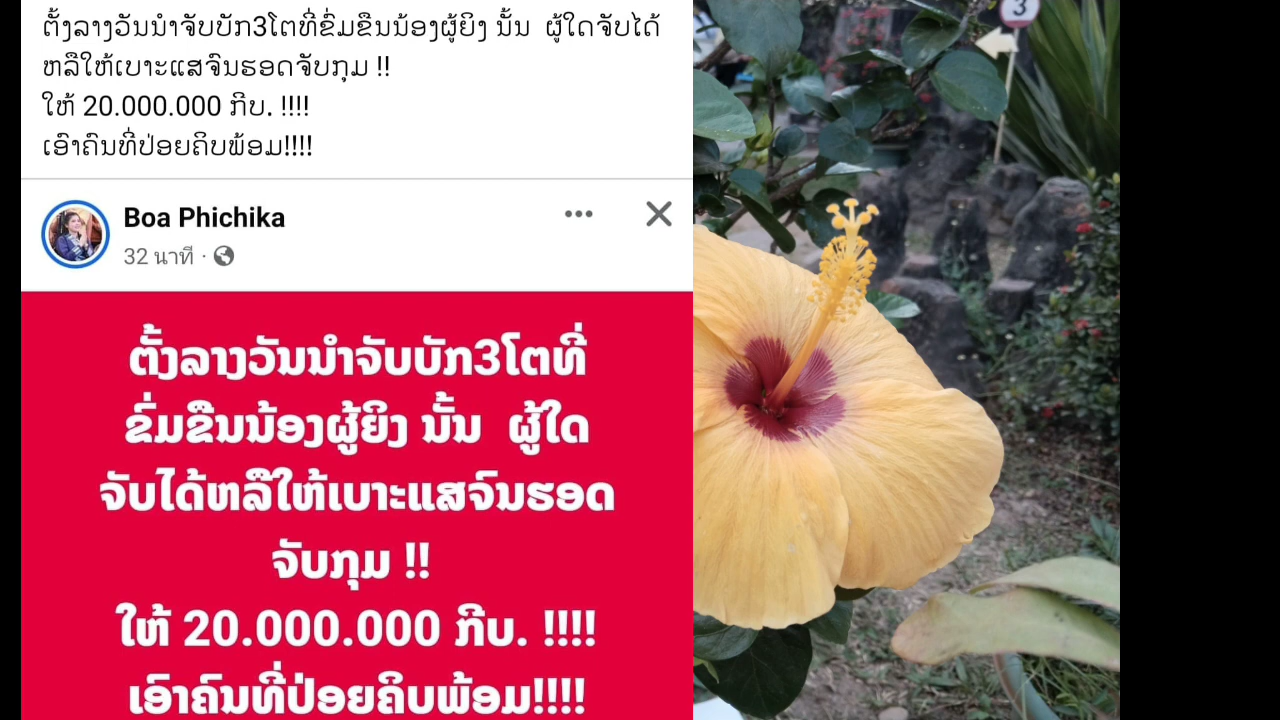 ຕັ້ງລາງວັນນຳຈັບບັກ3ໂຕທີ່ຂົ່ມຂືນນ້ອງຜູ້ຍິງ ນັ້ນ ຜູ້ໃດຈັບໄດ້
ຫລືໃຫ້ເບາະແສຈົນຮອດຈັບກຸມ !!
ໃຫ້ 20.000.000 ກີບ. !!!!
ເອົາຄົນທີ່ປ່ອຍຄິບພ້ອມ!!!!
Boa Phichika
32 นาที ·
ຕັ້ງລາງວັນນຳຈັບບັກ3ໂຕທີ່
ຂົ່ມຂືນນ້ອງຜູ້ຍິງ ນັ້ນ ຜູ້ໃດ
ຈັບໄດ້ຫລືໃຫ້ເບາະແສຈົນຮອດ
ຈັບກຸມ !!
ໃຫ້ 20.000.000 ກີບ. !!!!
ເອົາຄົນທີ່ປ່ອຍຄິບພ້ອມ!!!!
3